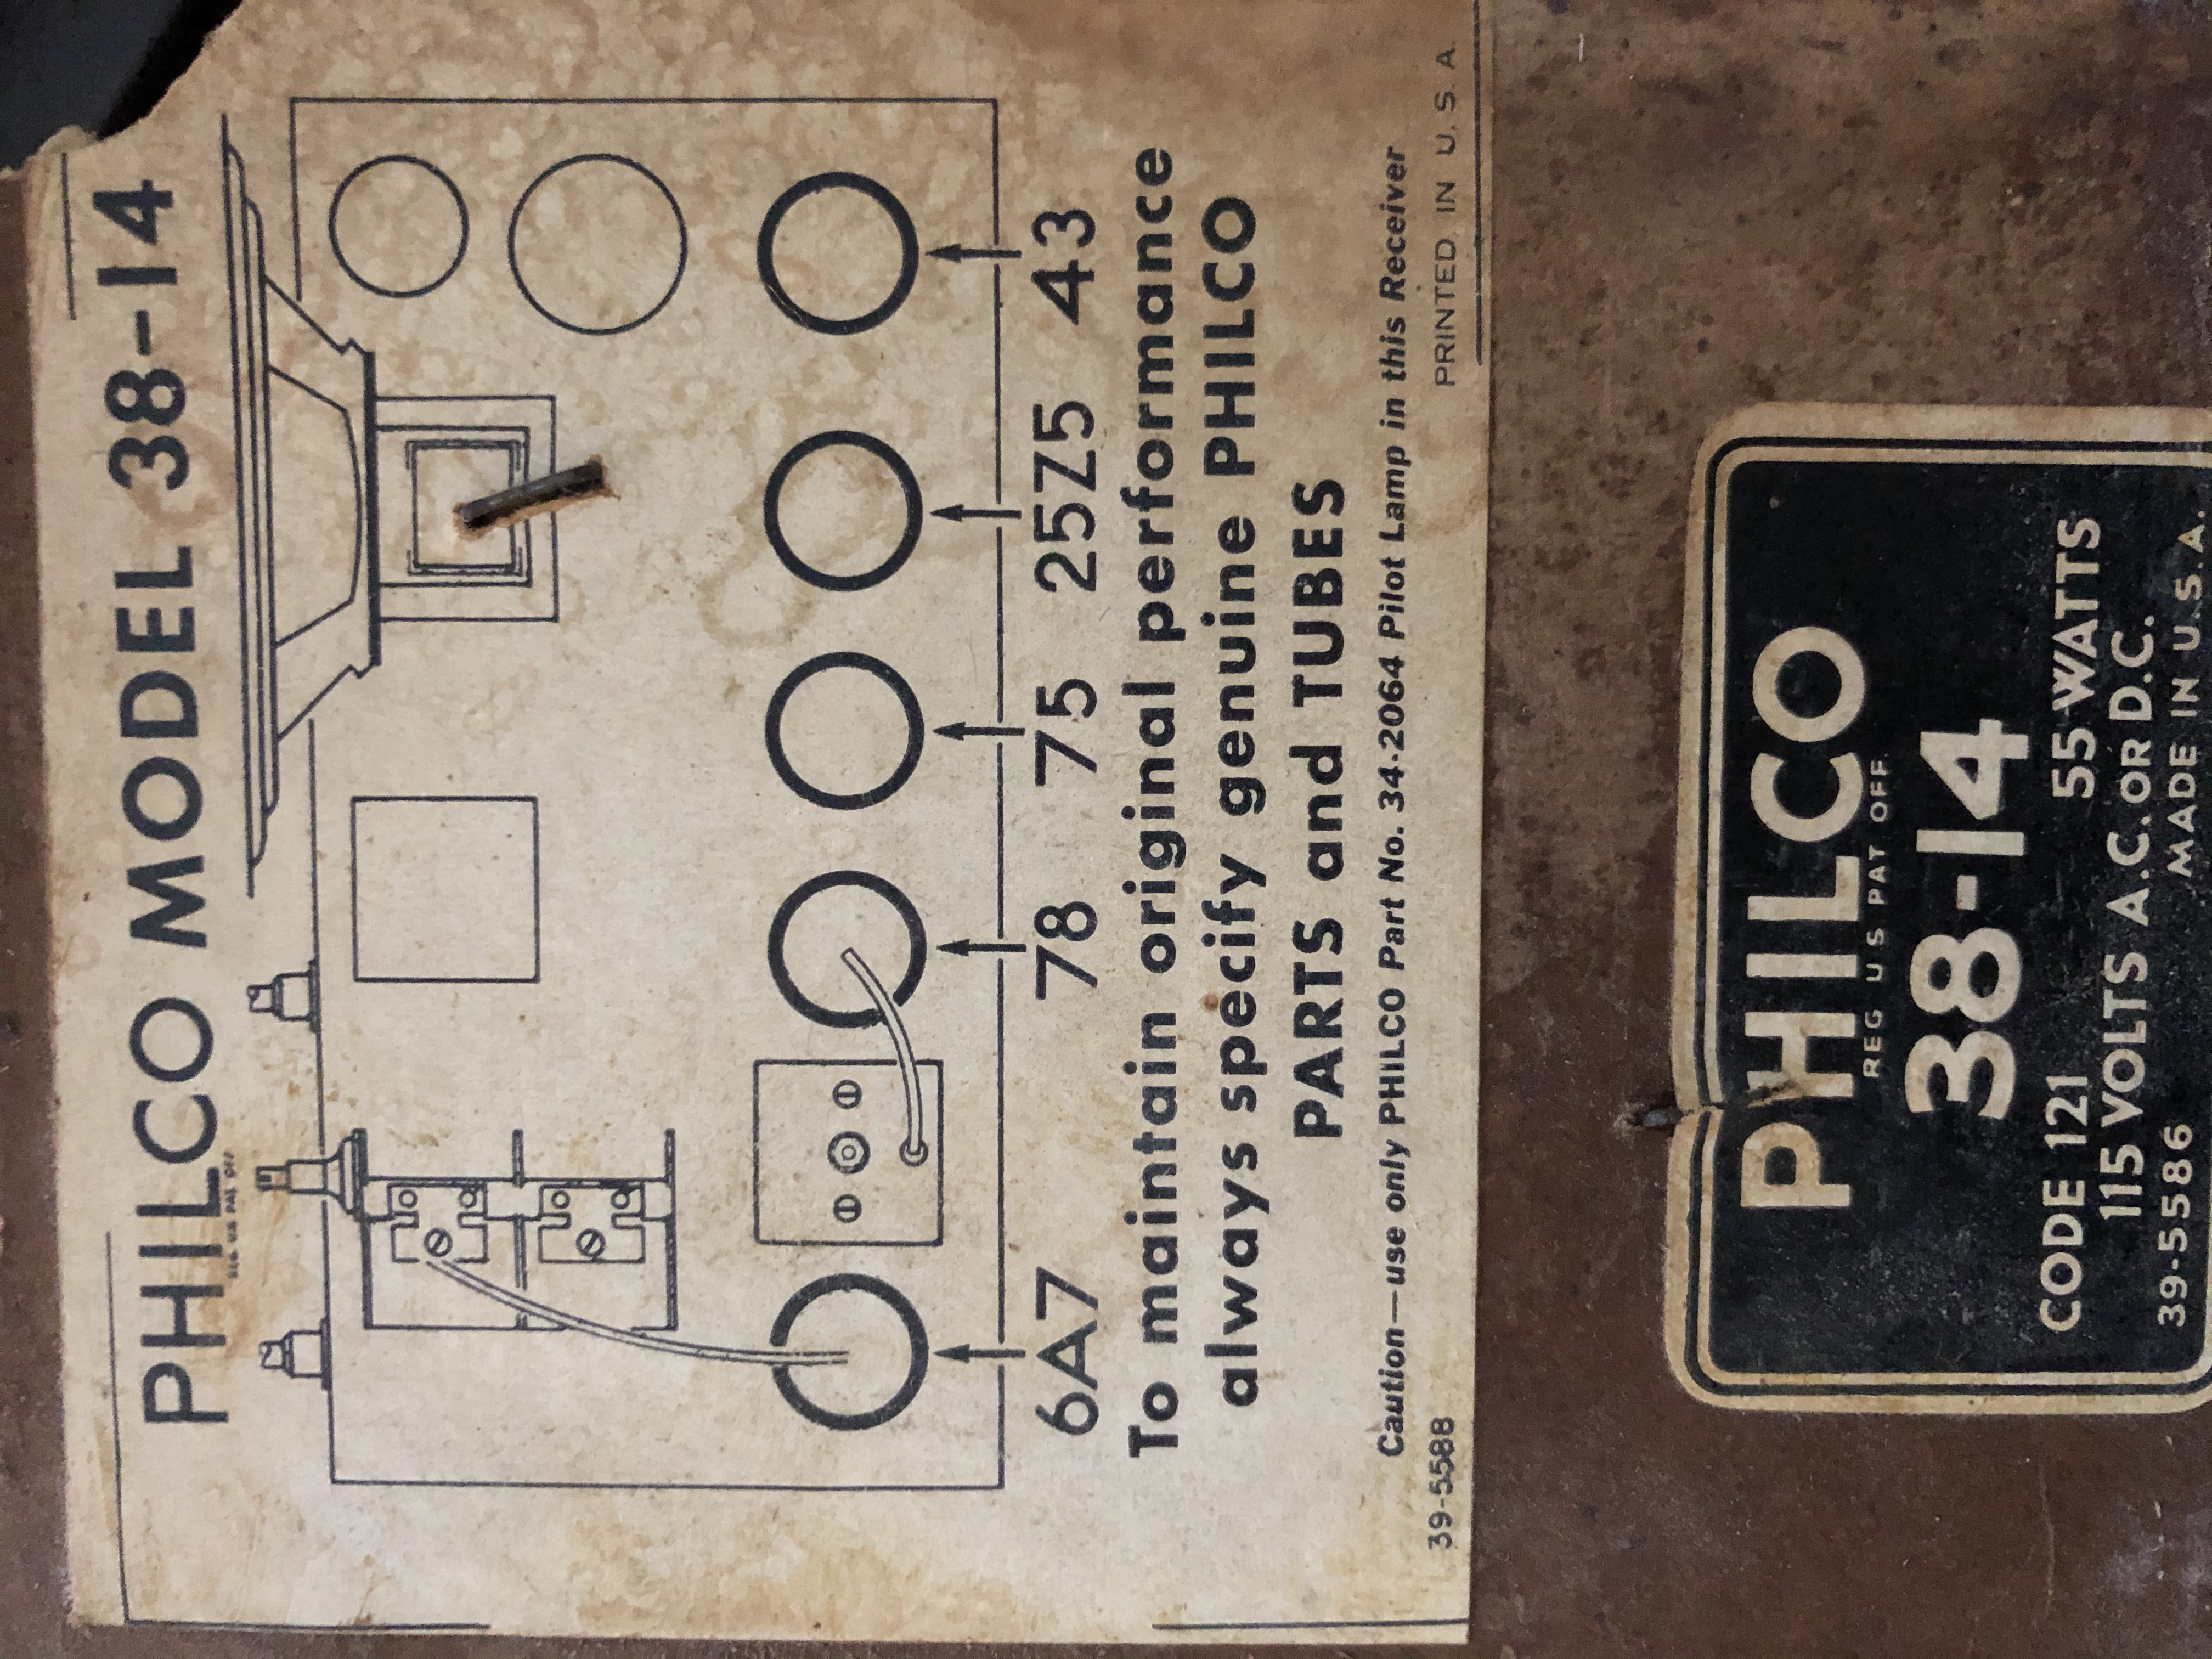 PHILCO MODEL 38-14
REG. U.S. PAT. OFF.
6A7 78 75 25Z5 43
To maintain original performance
always specify genuine PHILCO
PARTS and TUBES
Caution—use only PHILCO Part No. 34-2064 Pilot Lamp in this Receiver
39-5588 PRINTED IN U.S.A.
PHILCO
REG U S PAT OFF.
38-14
CODE 121 55 WATTS
115 VOLTS A.C. OR D.C.
39-5586 MADE IN U.S.A.